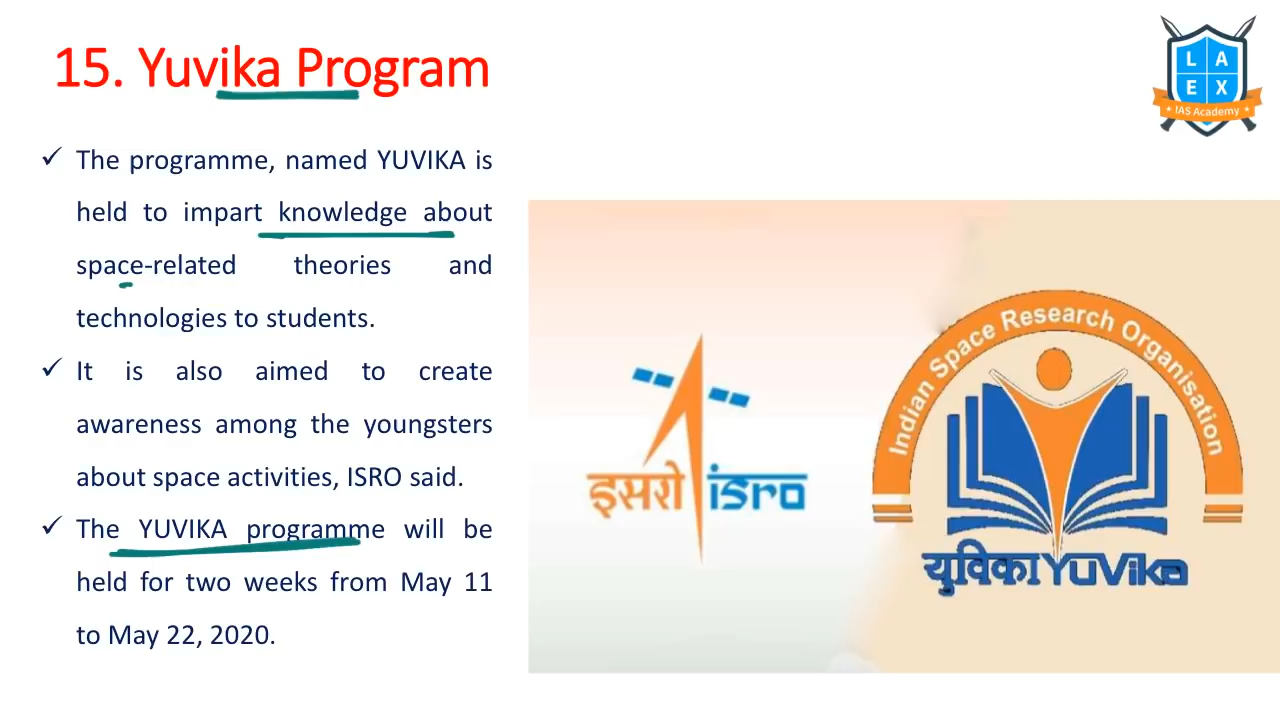 15. Yuvika Program
L A
E X
IAS Academy
✓ The programme, named YUVIKA is
held to impart knowledge about
space-related theories and
technologies to students.
✓ It is also aimed to create
awareness among the youngsters
about space activities, ISRO said.
✓ The YUVIKA programme will be
held for two weeks from May 11
to May 22, 2020.
इसरो isro
Indian Space Research Organisation
युविका YUVika